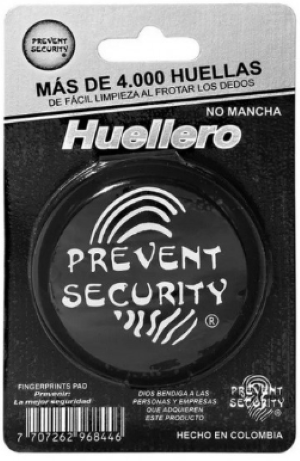 PREVENT
SECURITY
MÁS DE 4.000 HUELLAS
DE FÁCIL LIMPIEZA AL FROTAR LOS DEDOS
NO MANCHA
Huellero
PREVENT
SECURITY
®
FINGERPRINTS PAD
Prevenir:
La mejor seguridad
DIOS BENDIGA A LAS
PERSONAS Y EMPRESAS
QUE ADQUIEREN
ESTE PRODUCTO
PREVENT
SECURITY
7 707262 968446
HECHO EN COLOMBIA